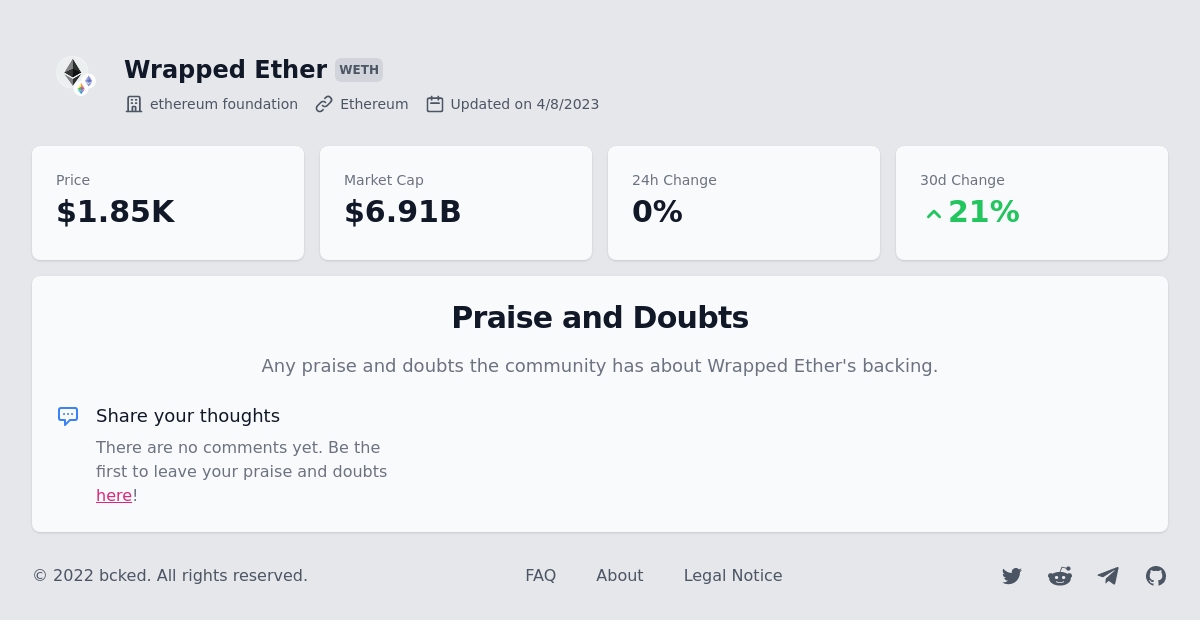 Wrapped Ether WETH
ethereum foundation Ethereum Updated on 4/8/2023
Price
$1.85K
Market Cap
$6.91B
24h Change
0%
30d Change
21%
Praise and Doubts
Any praise and doubts the community has about Wrapped Ether's backing.
Share your thoughts
There are no comments yet. Be the
first to leave your praise and doubts
here!
© 2022 bcked. All rights reserved.
FAQ About Legal Notice